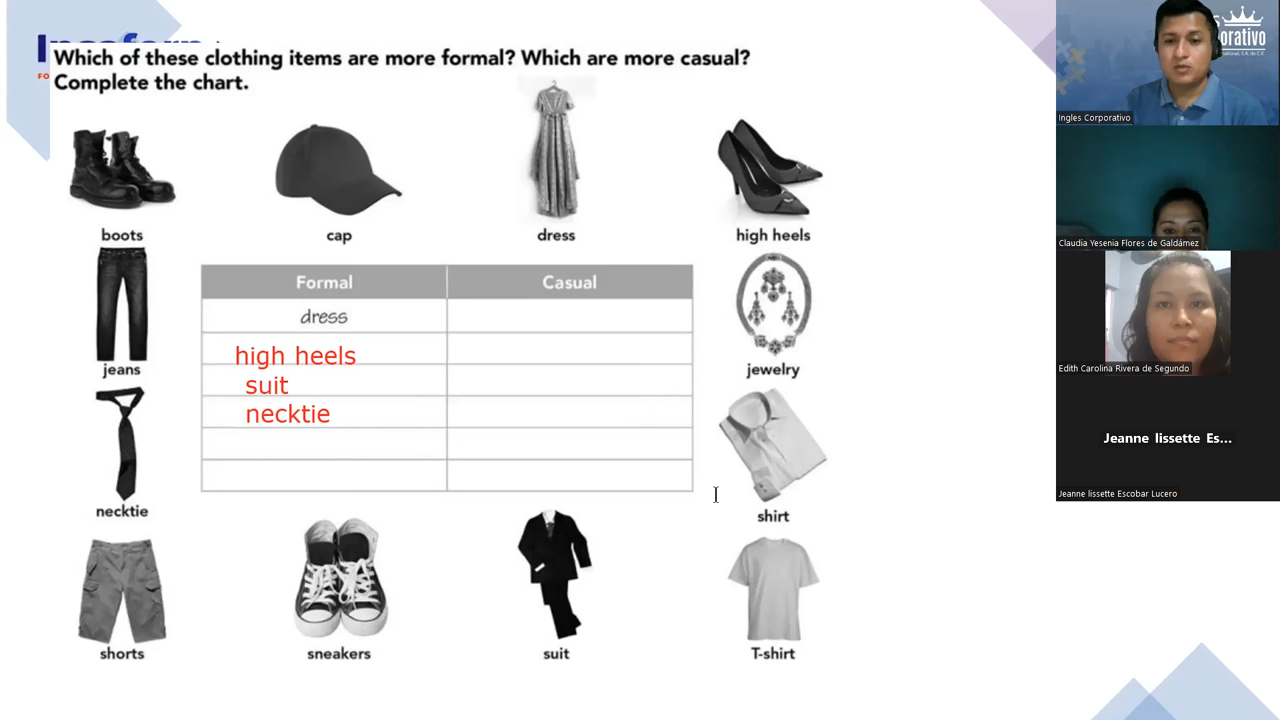 Which of these clothing items are more formal? Which are more casual?
Complete the chart.
boots
cap
dress
high heels
jeans
Formal
Casual
dress
high heels
suit
necktie
jewelry
necktie
shirt
shorts
sneakers
suit
T-shirt
orativo
Ingles Corporativo
Claudia Yesenia Flores de Galdámez
Edith Carolina Rivera de Segundo
Jeanne lissette Es...
Jeanne lissette Escobar Lucero